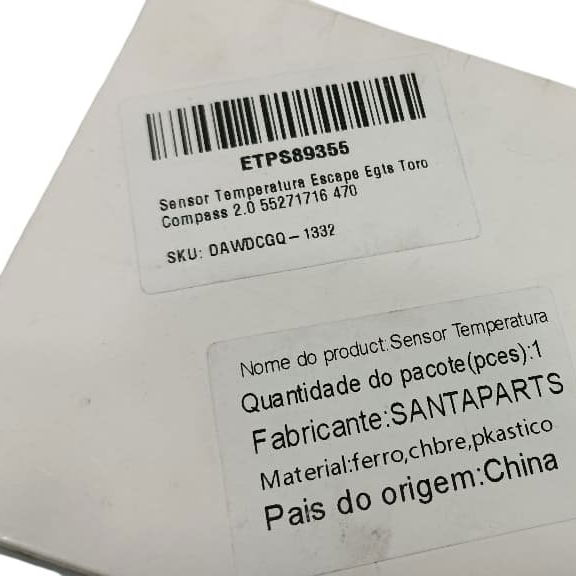 ETPS89355
Sensor Temperatura Escape Egts Toro
Compass 2.0 55271716 470
SKU: OAWDCGQ-1332
Nome do product:Sensor Temperatura
Quantidade do pacote(pces):1
Fabricante:SANTAPARTS
Material:ferro,chbre,pkastico
Pais do origem:China